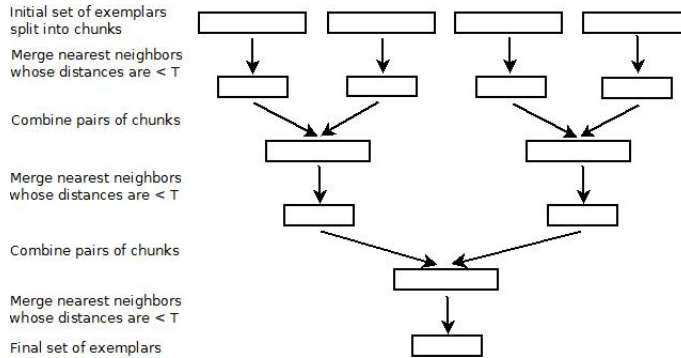 Initial set of exemplars
split into chunks
Merge nearest neighbors
whose distances are < T
Combine pairs of chunks
Merge nearest neighbors
whose distances are < T
Combine pairs of chunks
Merge nearest neighbors
whose distances are < T
Final set of exemplars